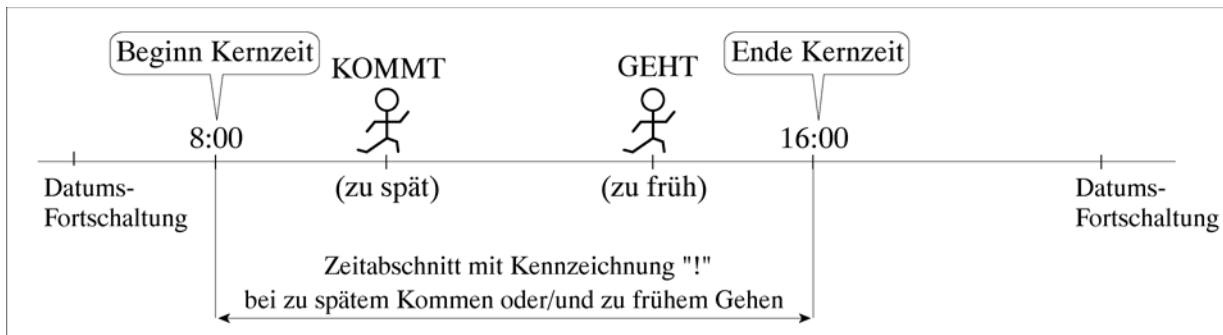 Beginn Kernzeit
KOMMT
GEHT
Ende Kernzeit
8:00
16:00
Datums-
Fortschaltung
(zu spät)
(zu früh)
Datums-
Fortschaltung
Zeitabschnitt mit Kennzeichnung "!"
bei zu spätem Kommen oder/und zu frühem Gehen